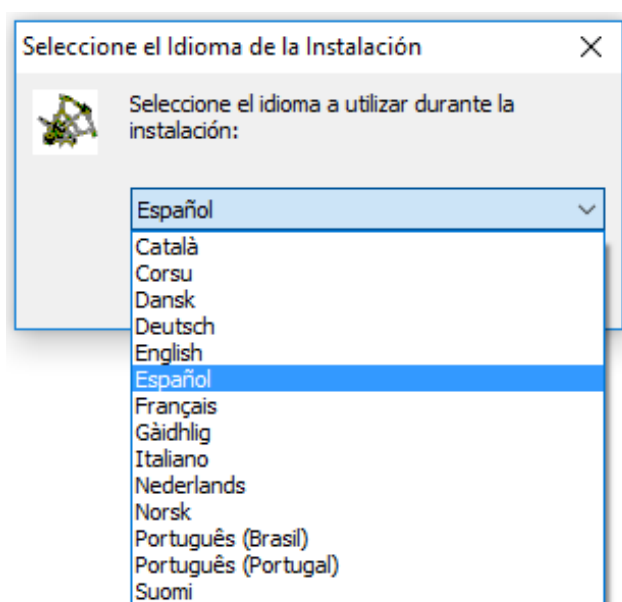 Seleccione el Idioma de la Instalación
Seleccione el idioma a utilizar durante la
instalación:
Español
Català
Corsu
Dansk
Deutsch
English
Español
Français
Gàidhlig
Italiano
Nederlands
Norsk
Português (Brasil)
Português (Portugal)
Suomi